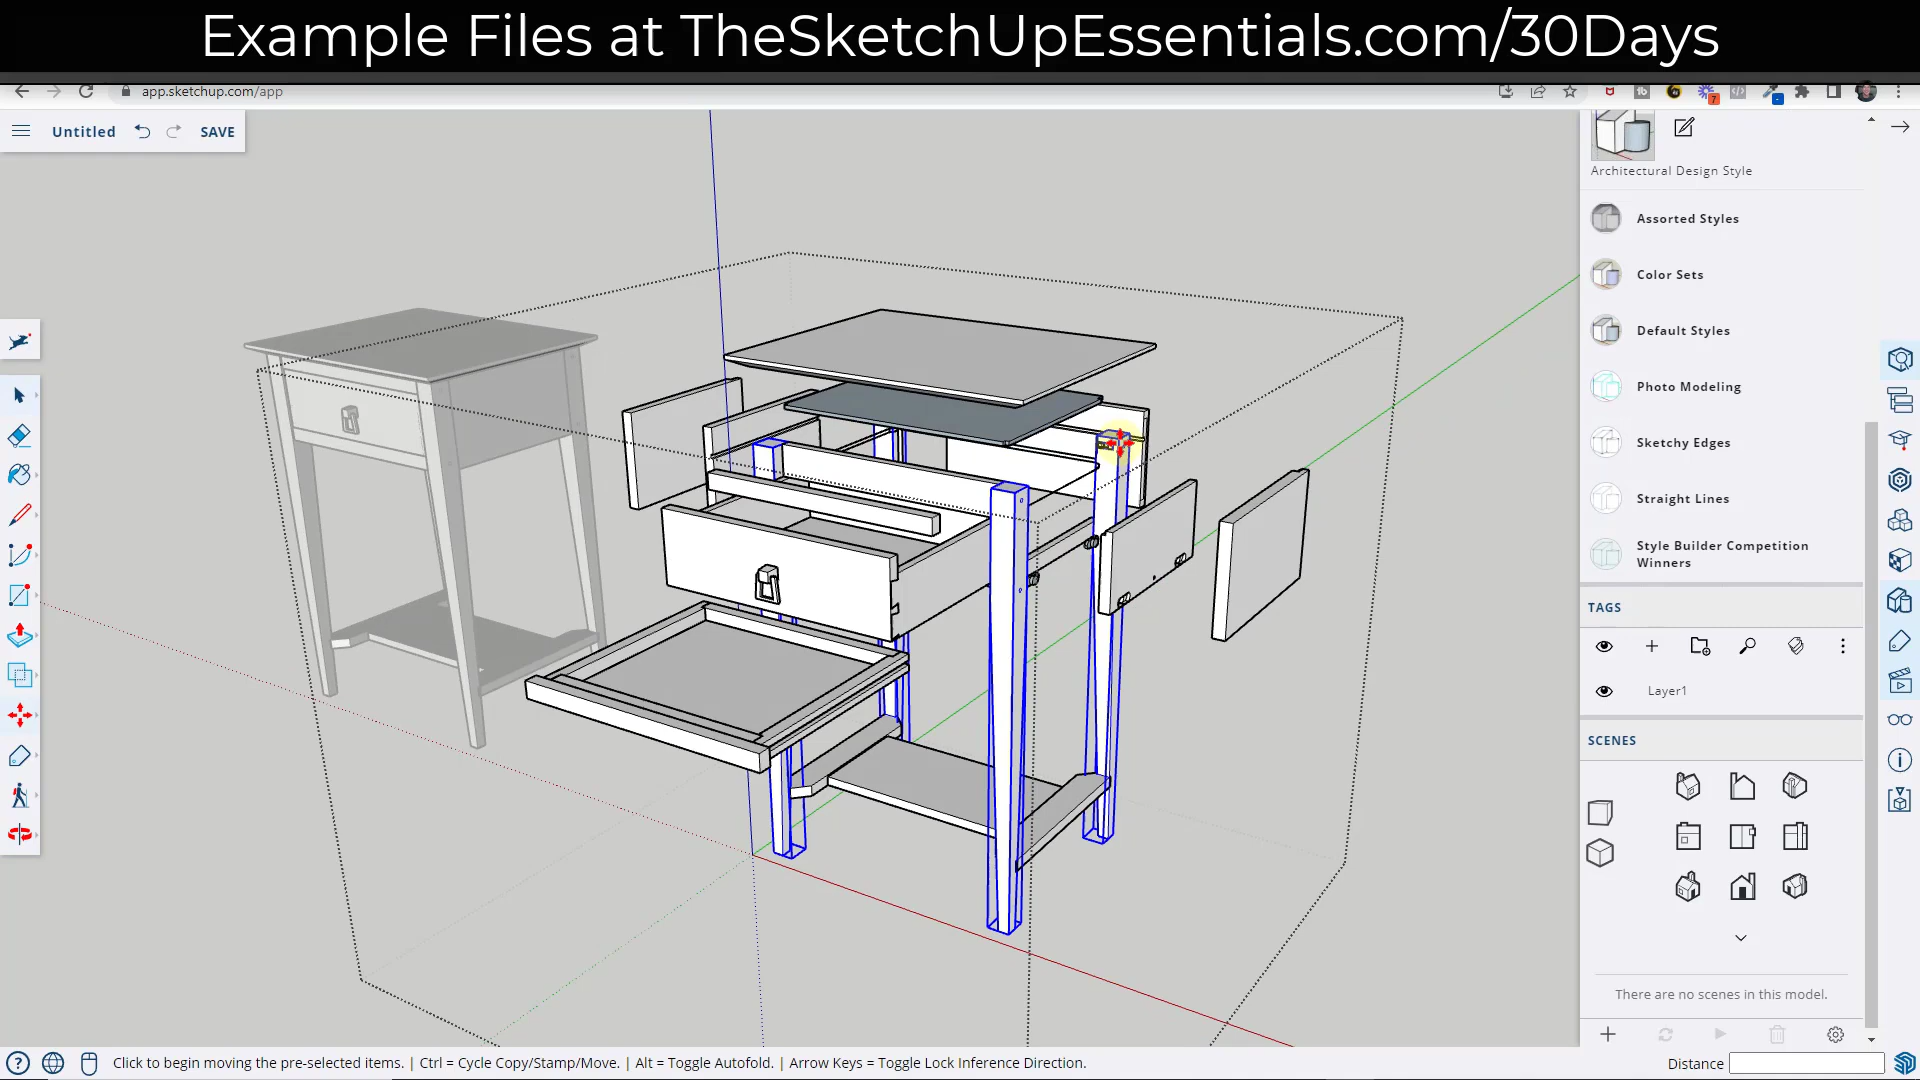 Example Files at TheSketchUpEssentials.com/30Days
app.sketchup.com/app
7
Untitled
SAVE
Architectural Design Style
Assorted Styles
Color Sets
Default Styles
Photo Modeling
Sketchy Edges
Straight Lines
Style Builder Competition
Winners
TAGS
Layer1
SCENES
There are no scenes in this model.
Click to begin moving the pre-selected items. | Ctrl = Cycle Copy/Stamp/Move. | Alt = Toggle Autofold. | Arrow Keys = Toggle Lock Inference Direction.
Distance